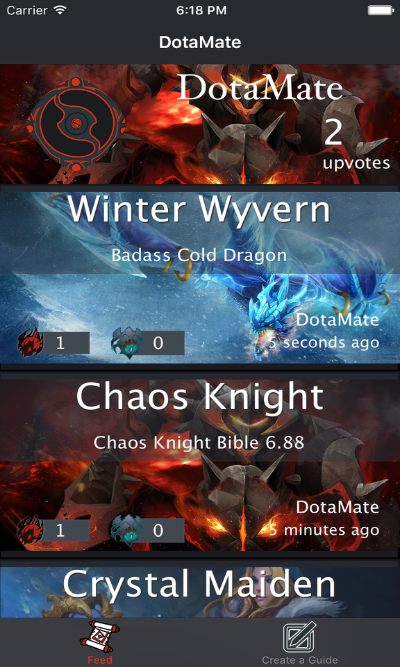 Carrier 6:18 PM
DotaMate
DotaMate
2
upvotes
Winter Wyvern
Badass Cold Dragon
DotaMate
1 0 5 seconds ago
Chaos Knight
Chaos Knight Bible 6.88
DotaMate
1 0 5 minutes ago
Crystal Maiden
Feed Create a Guide